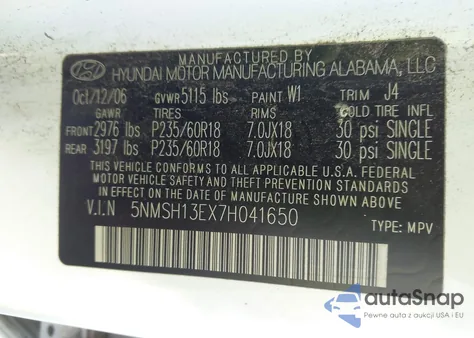 MANUFACTURED BY
HYUNDAI MOTOR MANUFACTURING ALABAMA, LLC
Oct/12/06 GVWR 5115 lbs PAINT W1 TRIM J4
GAWR TIRES RIMS COLD TIRE INFL
FRONT 2976 lbs P235/60R18 7.0JX18 30 psi SINGLE
REAR 3197 lbs P235/60R18 7.0JX18 30 psi SINGLE
THIS VEHICLE CONFORMS TO ALL APPLICABLE U.S.A. FEDERAL
MOTOR VEHICLE SAFETY AND THEFT PREVENTION STANDARDS
IN EFFECT ON THE DATE OF MANUFACTURE SHOWN ABOVE
V.I.N 5NMSH13EX7H041650
TYPE: MPV
autoSnap
Pewne auta z aukcji USA i EU